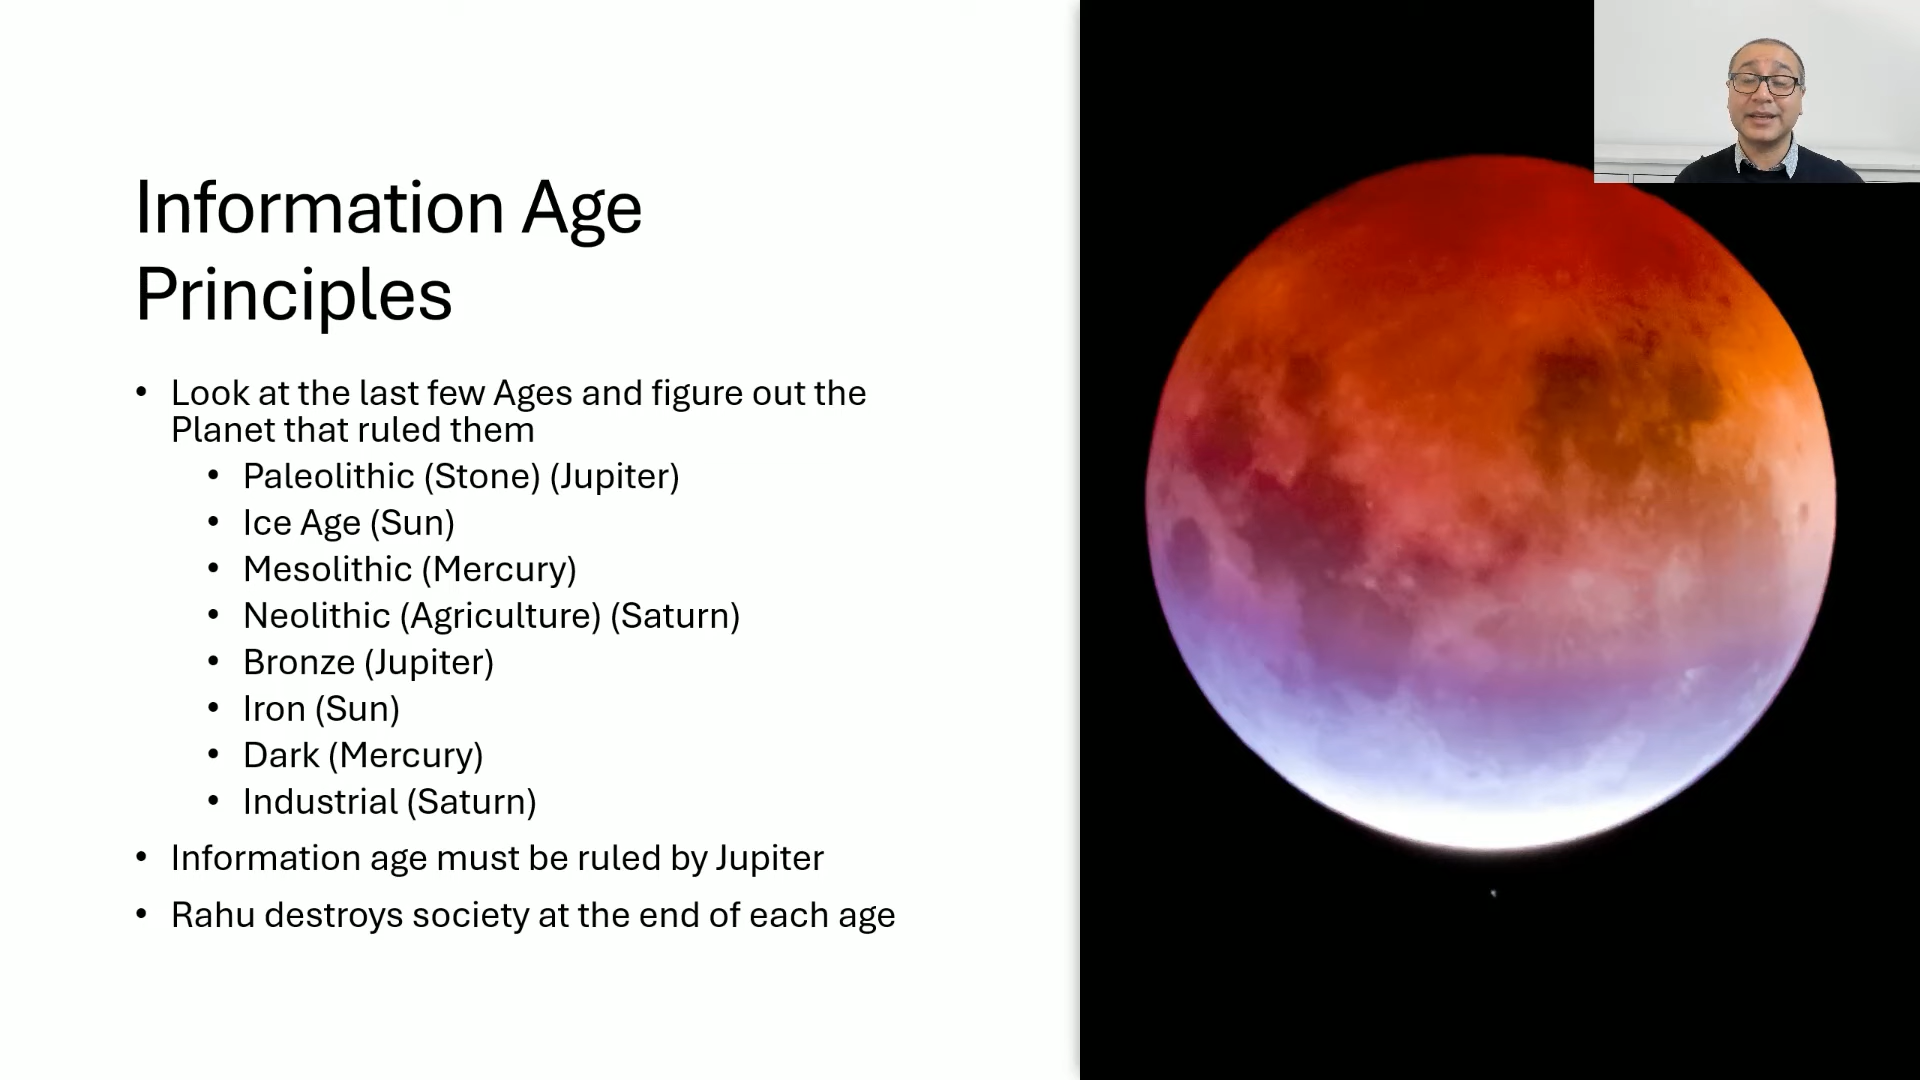 Information Age
Principles
• Look at the last few Ages and figure out the
Planet that ruled them
• Paleolithic (Stone) (Jupiter)
• Ice Age (Sun)
• Mesolithic (Mercury)
• Neolithic (Agriculture) (Saturn)
• Bronze (Jupiter)
• Iron (Sun)
• Dark (Mercury)
• Industrial (Saturn)
• Information age must be ruled by Jupiter
• Rahu destroys society at the end of each age